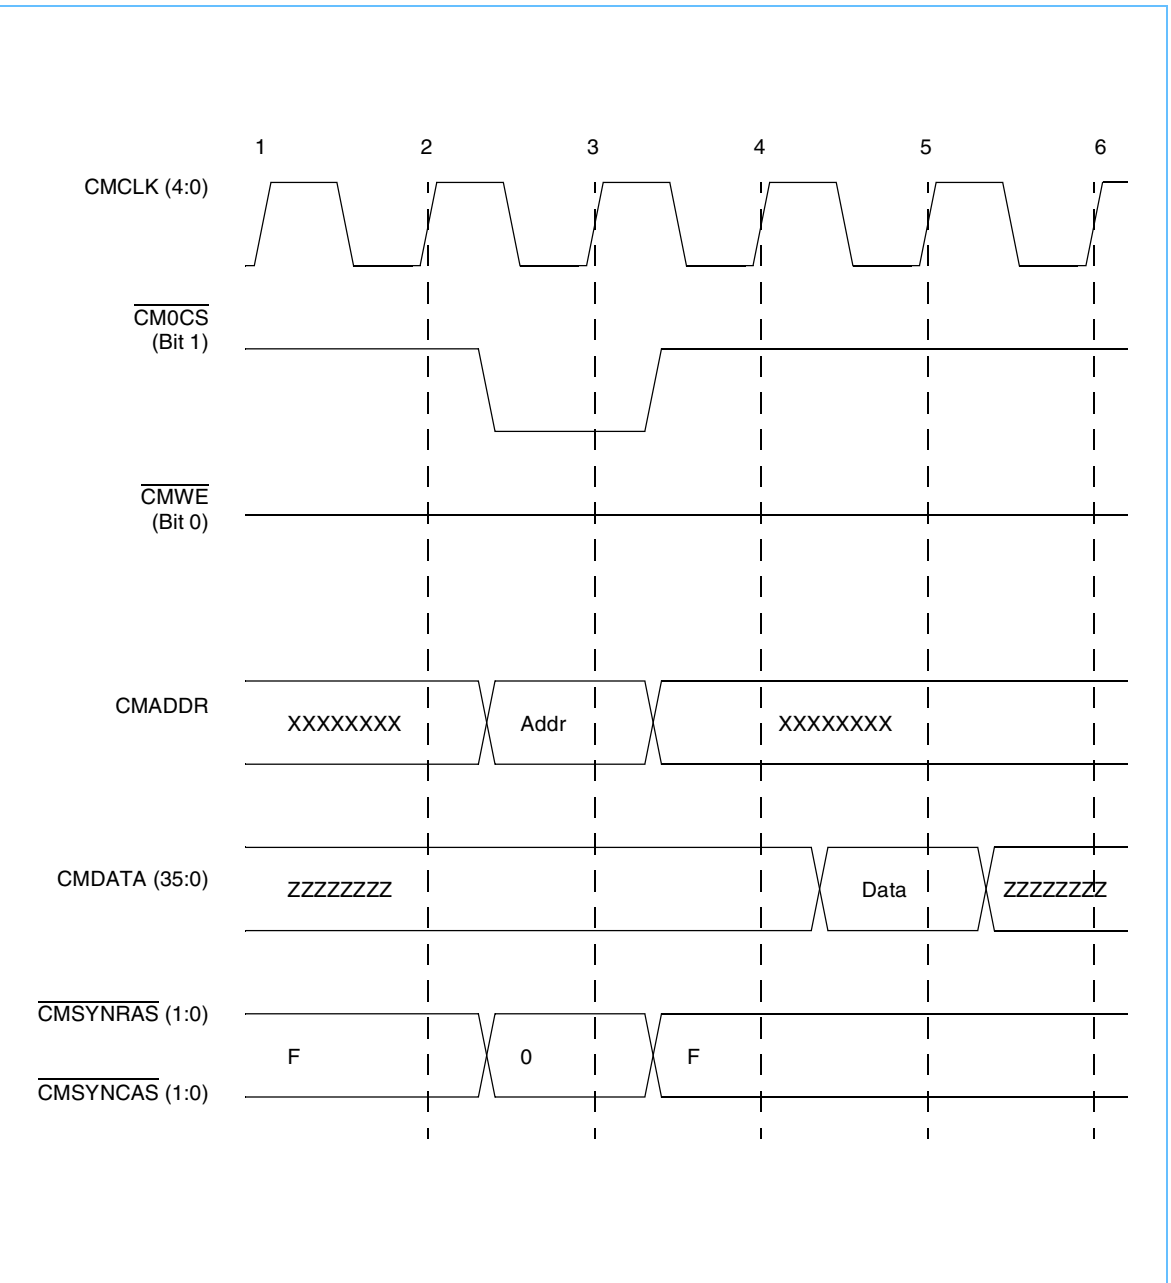 1 2 3 4 5 6
CMCLK (4:0)
CM0CS
(Bit 1)
CMWE
(Bit 0)
CMADDR
XXXXXXXX Addr XXXXXXXX
CMDATA (35:0)
ZZZZZZZZ Data ZZZZZZZZ
CMSYNRAS (1:0)
F 0 F
CMSYNCAS (1:0)